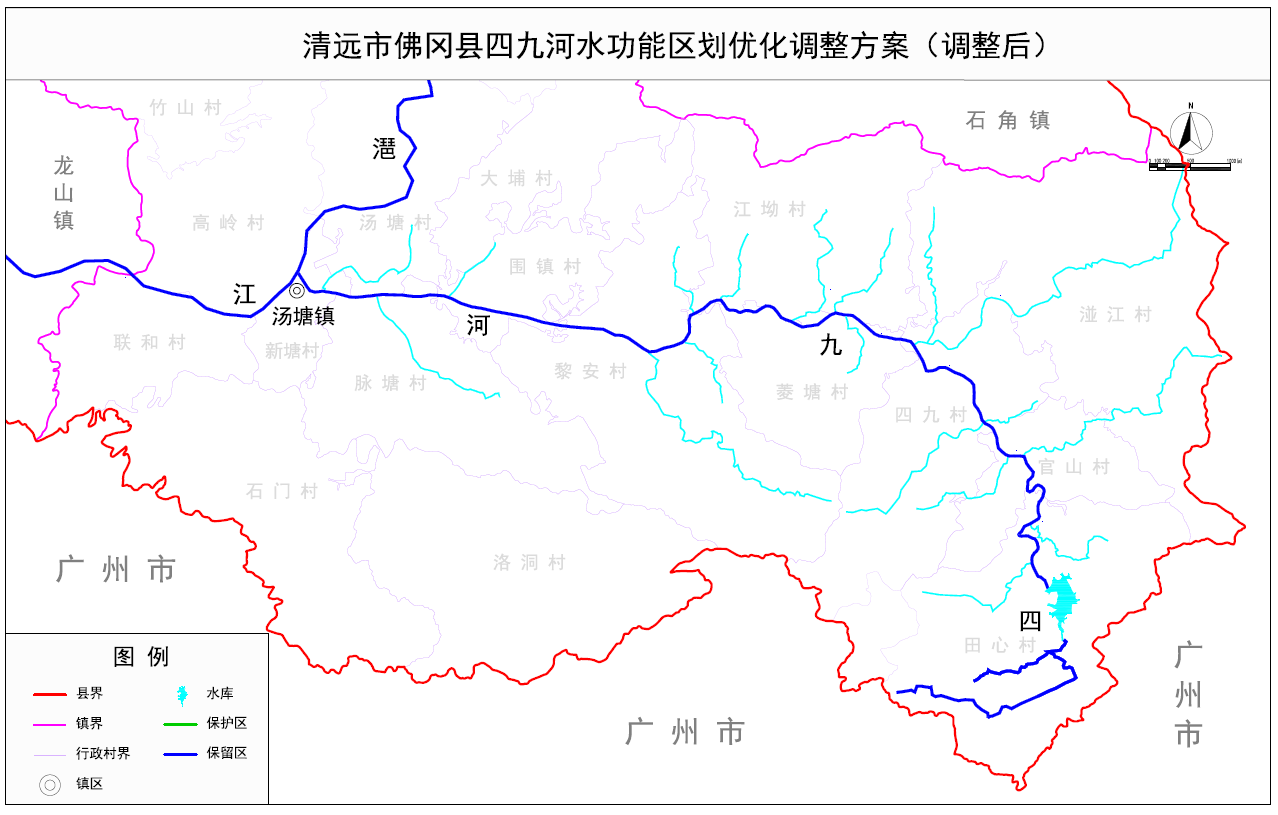 清远市佛冈县四九河水功能区划优化调整方案（调整后）
竹山村
石角镇
N
龙山镇
潖
大埔村
高岭村
汤塘村
江坳村
围镇村
江
汤塘镇
河
湴江村
联和村
新塘村
九
脉塘村
黎安村
菱塘村
四九村
官山村
石门村
广州市
洛洞村
四
田心村
广州市
广州市
图例
县界
水库
镇界
保护区
行政村界
保留区
镇区